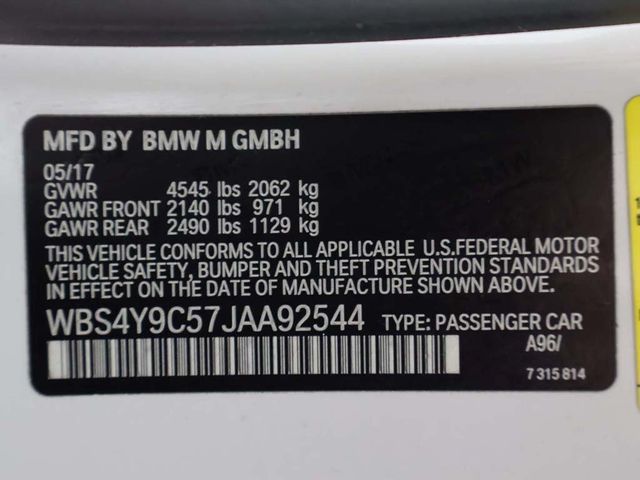 MFD BY BMW M GMBH
05/17
GVWR 4545 lbs 2062 kg
GAWR FRONT 2140 lbs 971 kg
GAWR REAR 2490 lbs 1129 kg
THIS VEHICLE CONFORMS TO ALL APPLICABLE U.S.FEDERAL MOTOR
VEHICLE SAFETY, BUMPER AND THEFT PREVENTION STANDARDS
IN EFFECT ON THE DATE OF MANUFACTURE SHOWN ABOVE.
WBS4Y9C57JAA92544 TYPE: PASSENGER CAR
A96/
7 315 814